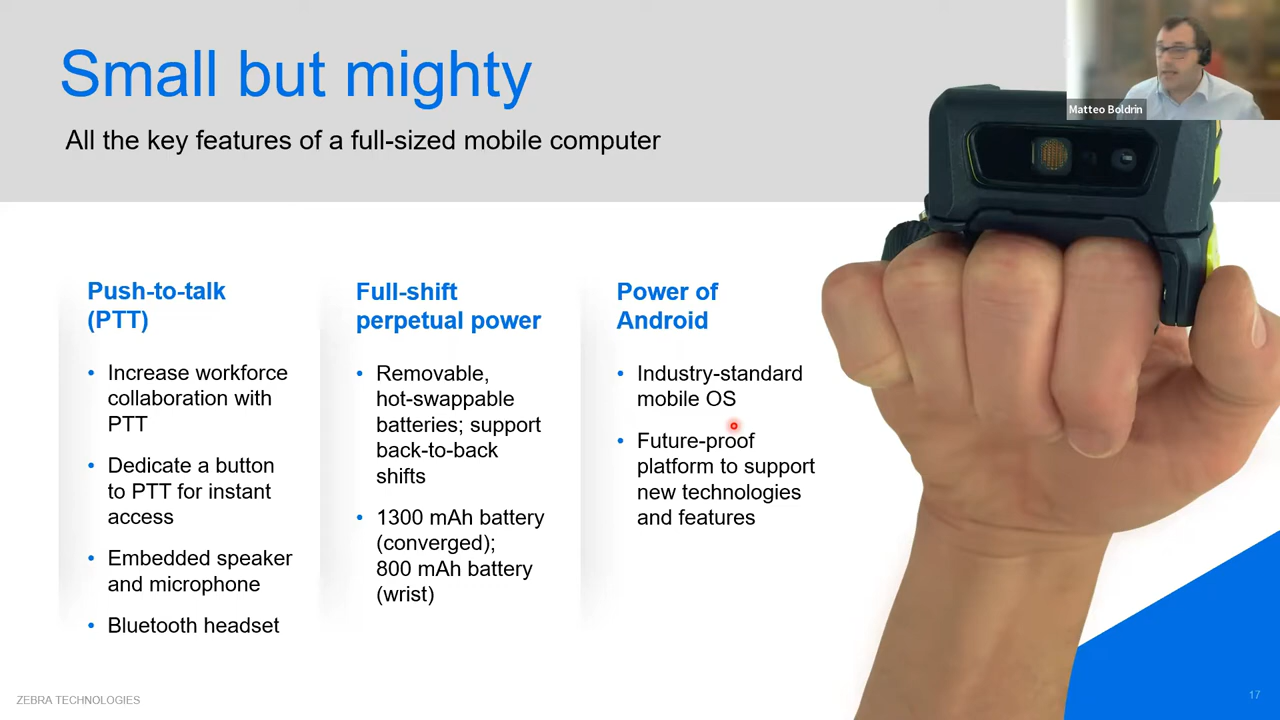 Small but mighty
All the key features of a full-sized mobile computer
Matteo Boldrin
Push-to-talk
(PTT)
• Increase workforce
collaboration with
PTT
• Dedicate a button
to PTT for instant
access
• Embedded speaker
and microphone
• Bluetooth headset
Full-shift
perpetual power
• Removable,
hot-swappable
batteries; support
back-to-back
shifts
• 1300 mAh battery
(converged);
800 mAh battery
(wrist)
Power of
Android
• Industry-standard
mobile OS
• Future-proof
platform to support
new technologies
and features
ZEBRA TECHNOLOGIES
17